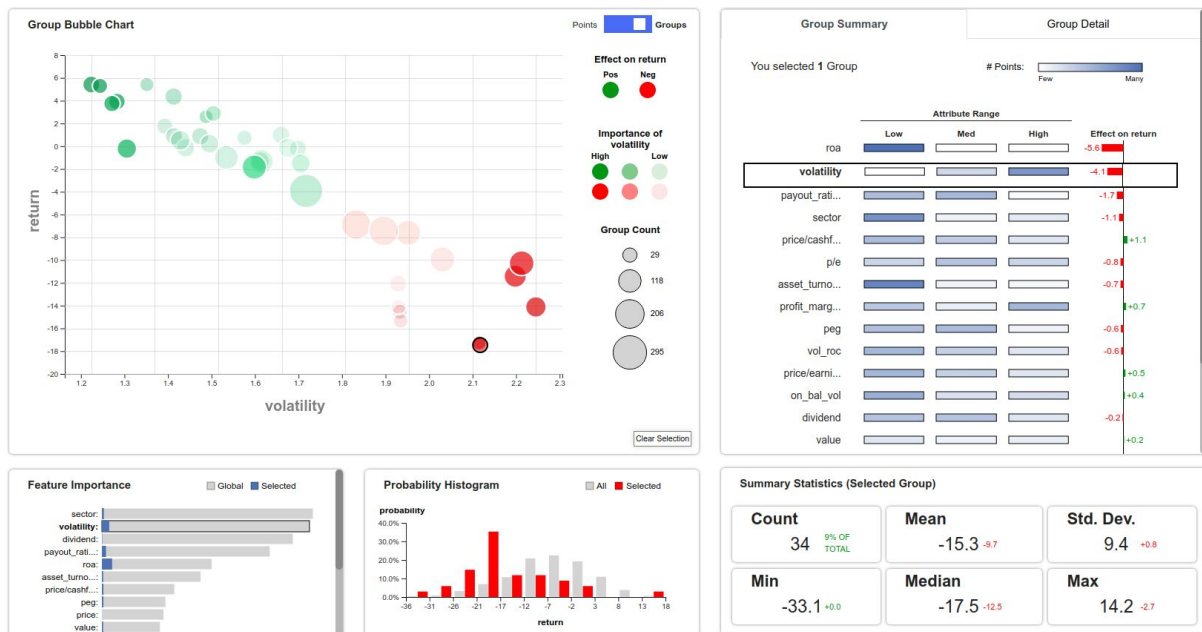 Group Bubble Chart
Points Groups
return
8
6
4
2
0
-2
-4
-6
-8
-10
-12
-14
-16
-18
-20
1.2 1.3 1.4 1.5 1.6 1.7 1.8 1.9 2.0 2.1 2.2 2.3
volatility
Effect on return
Pos Neg
Importance of
volatility
High Low
Group Count
29
118
206
295
Clear Selection
Group Summary Group Detail
You selected 1 Group
# Points:
Few Many
Attribute Range
Low Med High Effect on return
roa -5.6
volatility -4.1
payout_rati... -1.7
sector -1.1
price/cashf... +1.1
p/e -0.8
asset_turno... -0.7
profit_marg... +0.7
peg -0.6
vol_roc -0.6
price/earni... +0.5
on_bal_vol +0.4
dividend -0.2
value +0.2
Feature Importance Global Selected
sector:
volatility:
dividend:
payout_rati...:
roa:
asset_turno...:
price/cashf...:
peg:
price:
value:
Probability Histogram All Selected
probability
40.0%
30.0%
20.0%
10.0%
0.0%
-36 -31 -26 -21 -17 -12 -7 -2 3 8 13 18
return
Summary Statistics (Selected Group)
Count Mean Std. Dev.
34 9% OF TOTAL -15.3 -9.7 9.4 +0.8
Min Median Max
-33.1 +0.0 -17.5 -12.5 14.2 -2.7